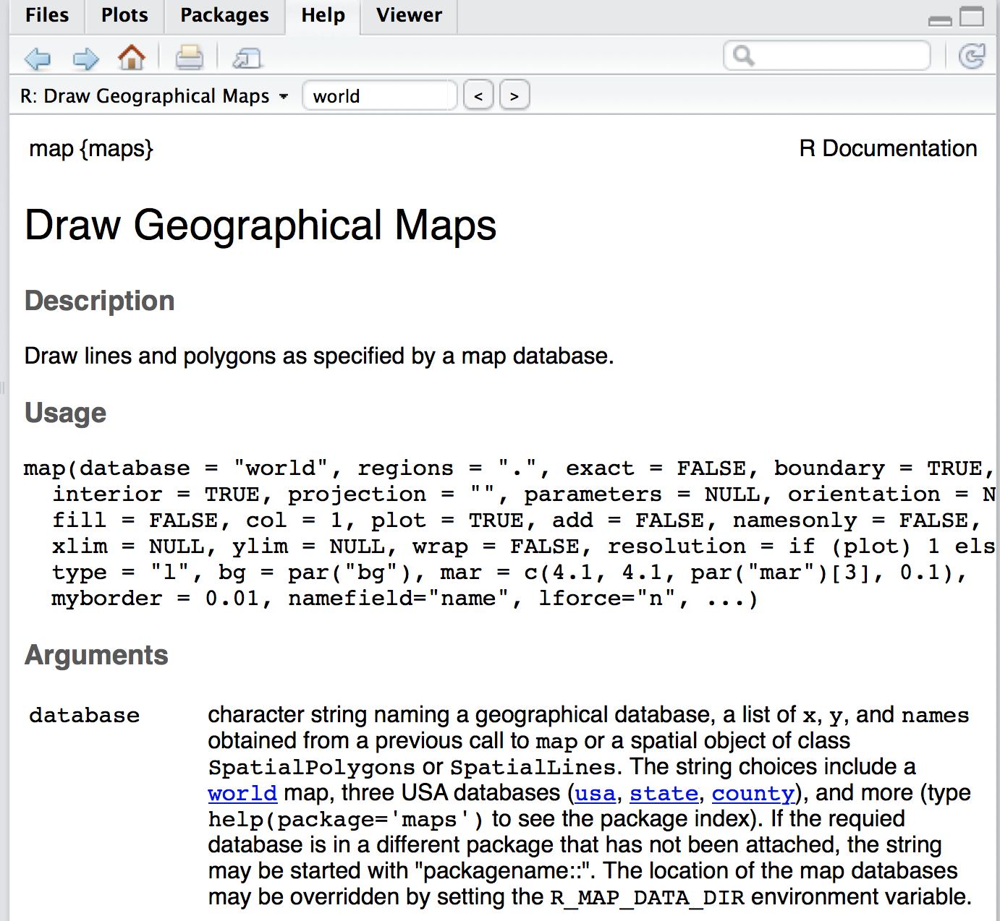 Files Plots Packages Help Viewer
R: Draw Geographical Maps world < >
map {maps} R Documentation
Draw Geographical Maps
Description
Draw lines and polygons as specified by a map database.
Usage
map(database = "world", regions = ".", exact = FALSE, boundary = TRUE,
interior = TRUE, projection = "", parameters = NULL, orientation = N
fill = FALSE, col = 1, plot = TRUE, add = FALSE, namesonly = FALSE,
xlim = NULL, ylim = NULL, wrap = FALSE, resolution = if (plot) 1 els
type = "l", bg = par("bg"), mar = c(4.1, 4.1, par("mar")[3], 0.1),
myborder = 0.01, namefield="name", lforce="n", ...)
Arguments
database character string naming a geographical database, a list of x, y, and names
obtained from a previous call to map or a spatial object of class
SpatialPolygons or SpatialLines. The string choices include a
world map, three USA databases (usa, state, county), and more (type
help(package='maps') to see the package index). If the requied
database is in a different package that has not been attached, the string
may be started with "packagename::". The location of the map databases
may be overridden by setting the R_MAP_DATA_DIR environment variable.